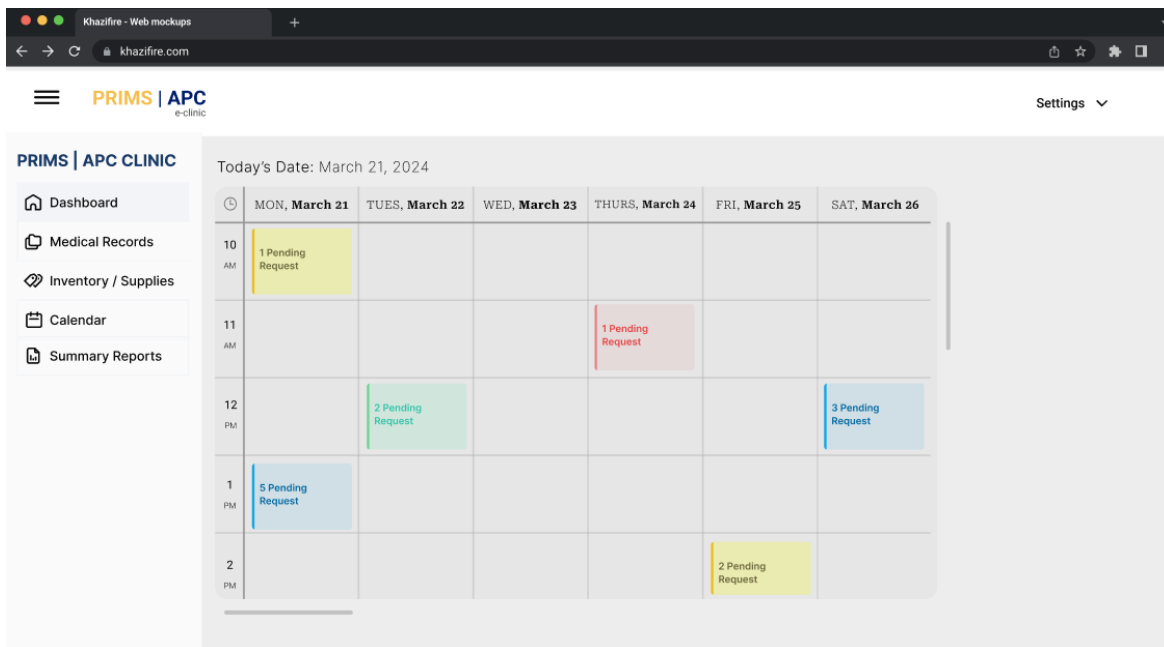 Khazifire - Web mockups
khazifire.com
PRIMS | APC
e-clinic
Settings
PRIMS | APC CLINIC
Dashboard
Medical Records
Inventory / Supplies
Calendar
Summary Reports
Today's Date: March 21, 2024
MON, March 21 TUES, March 22 WED, March 23 THURS, March 24 FRI, March 25 SAT, March 26
10
AM
1 Pending
Request
11
AM
1 Pending
Request
12
PM
2 Pending
Request
3 Pending
Request
1
PM
5 Pending
Request
2
PM
2 Pending
Request